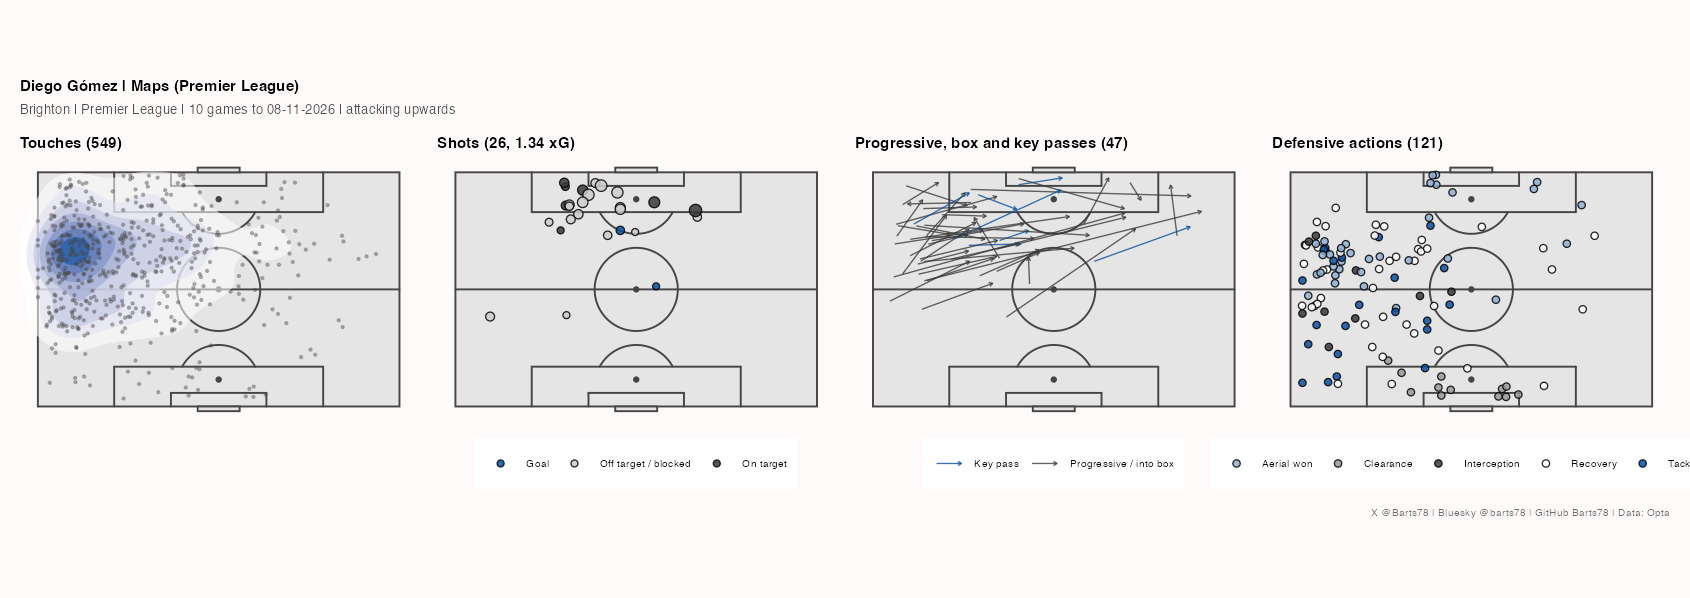 Diego Gómez | Maps (Premier League)
Brighton | Premier League | 10 games to 08-11-2026 | attacking upwards
Touches (549)
Shots (26, 1.34 xG)
Progressive, box and key passes (47)
Defensive actions (121)
Goal
Off target / blocked
On target
Key pass
Progressive / into box
Aerial won
Clearance
Interception
Recovery
Tack
X @Barts78 | Bluesky @barts78 | GitHub Barts78 | Data: Opta